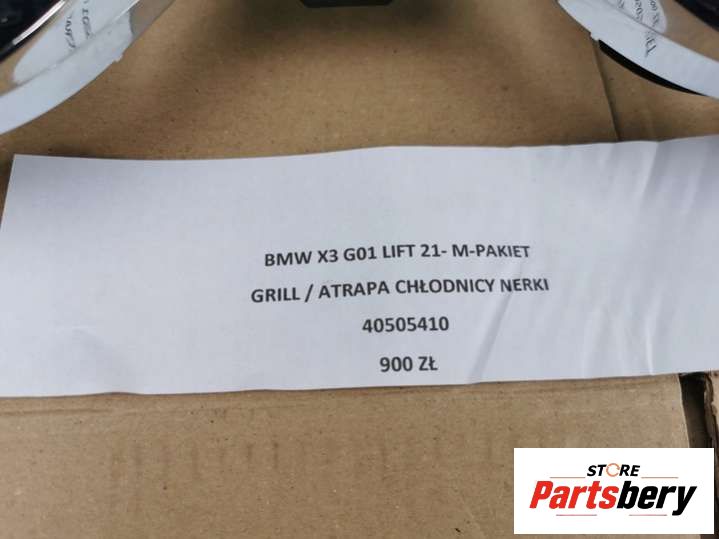 BMW X3 G01 LIFT 21- M-PAKIET
GRILL / ATRAPA CHŁODNICY NERKI
40505410
900 ZŁ
STORE
Partsbery